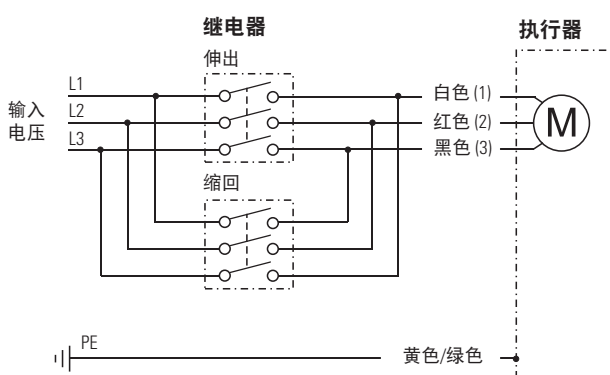 继电器
执行器
伸出
L1
白色 (1)
输入
电压
L2
红色 (2)
M
L3
黑色 (3)
缩回
PE
黄色/绿色